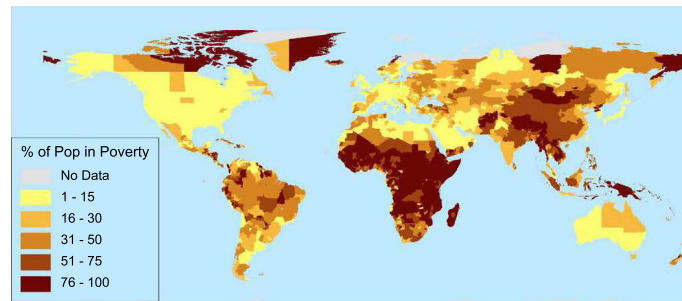 % of Pop in Poverty
No Data
1 - 15
16 - 30
31 - 50
51 - 75
76 - 100